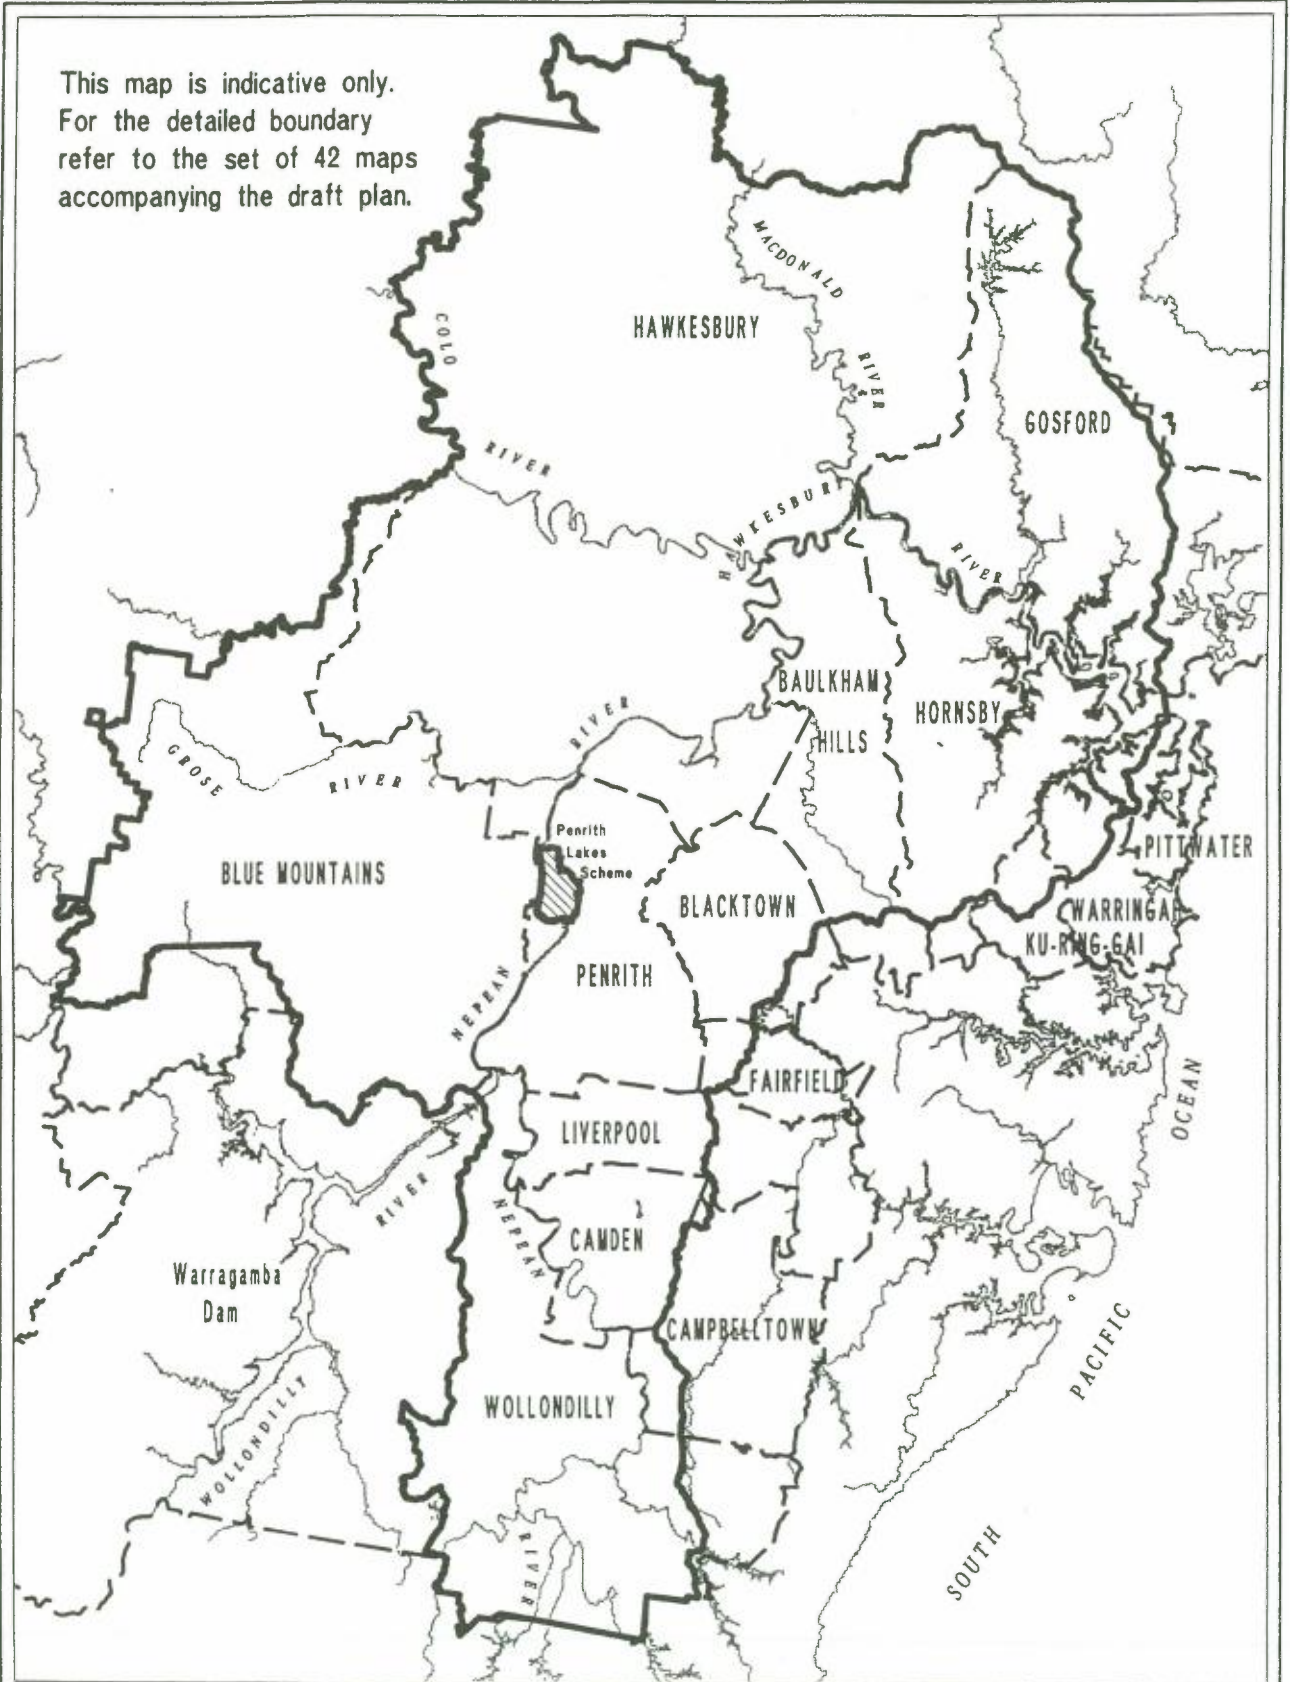 This map is indicative only.
For the detailed boundary
refer to the set of 42 maps
accompanying the draft plan.
MACDONALD
RIVER
HAWKESBURY
COLO
RIVER
GOSFORD
HAWKESBURY
RIVER
BAULKHAM
HILLS
HORNSBY
RIVER
GROSE
RIVER
Penrith
Lakes
Scheme
BLUE MOUNTAINS
PITTWATER
BLACKTOWN
WARRINGAH
KU-RING-GAI
PENRITH
NEPEAN
FAIRFIELD
OCEAN
LIVERPOOL
RIVER
NEPEAN
CAMDEN
Warragamba
Dam
CAMPBELLTOWN
PACIFIC
WOLLONDILLY
WOLLONDILLY
RIVER
SOUTH